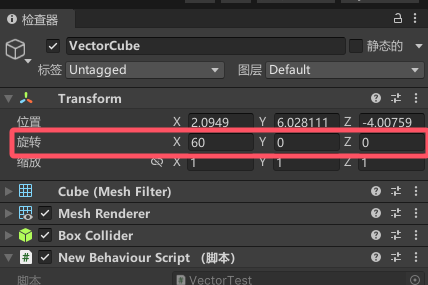 检查器
VectorCube 静态的
标签 Untagged 图层 Default
Transform
位置 X 2.0949 Y 6.028111 Z -4.00759
旋转 X 60 Y 0 Z 0
缩放 X 1 Y 1 Z 1
Cube (Mesh Filter)
Mesh Renderer
Box Collider
New Behaviour Script （脚本）
脚本 VectorTest